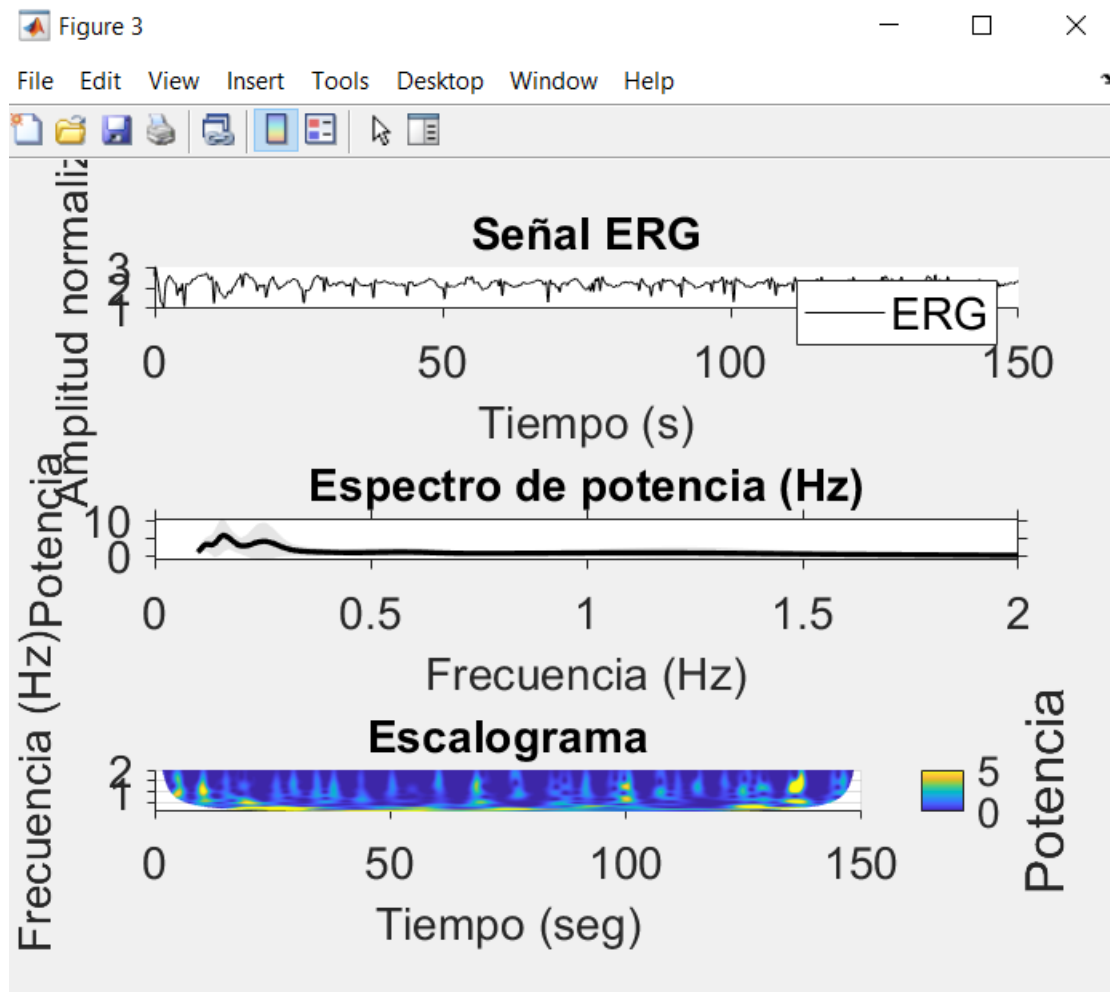 Figure 3
File Edit View Insert Tools Desktop Window Help
Señal ERG
Amplitud normaliz
3
2
1
ERG
0 50 100 150
Tiempo (s)
Espectro de potencia (Hz)
Potencia
10
0
0 0.5 1 1.5 2
Frecuencia (Hz)
Escalograma
Frecuencia (Hz)
2
1
5
0
Potencia
0 50 100 150
Tiempo (seg)